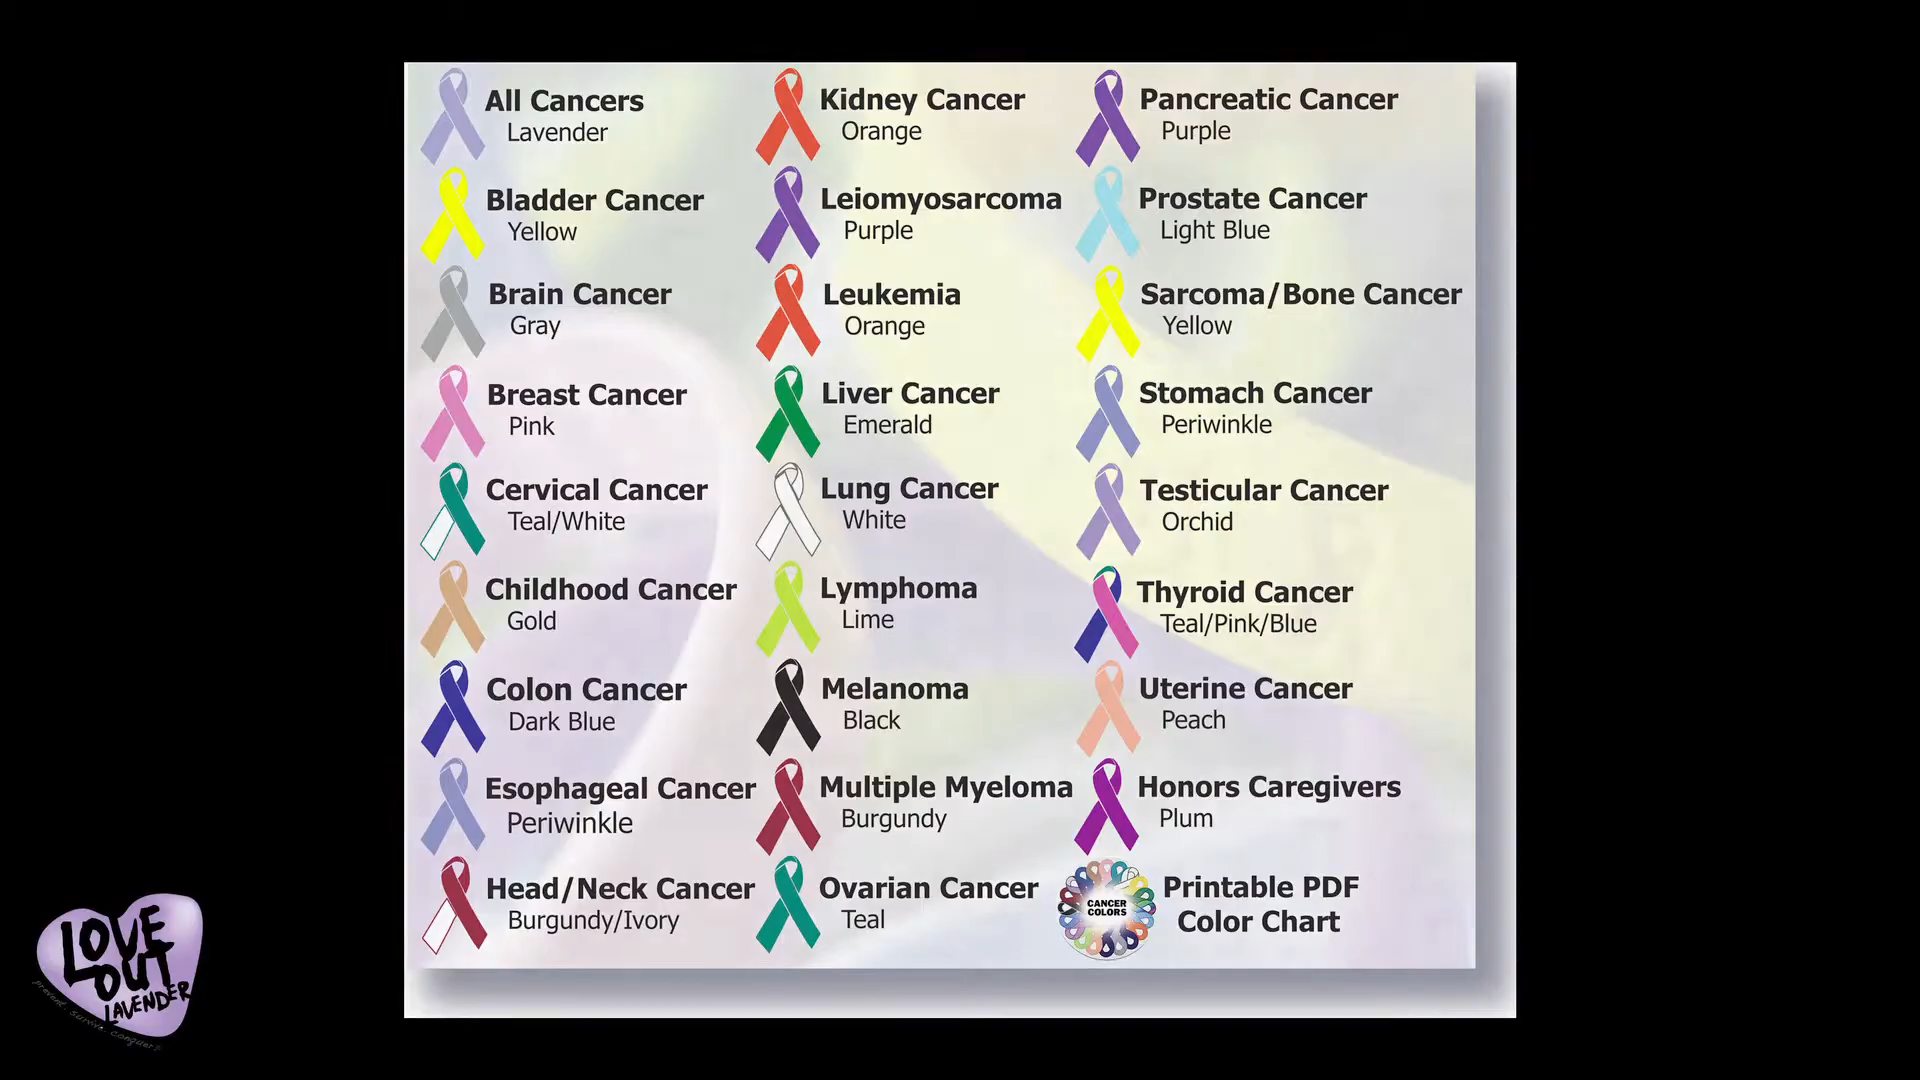 All Cancers
Lavender
Bladder Cancer
Yellow
Brain Cancer
Gray
Breast Cancer
Pink
Cervical Cancer
Teal/White
Childhood Cancer
Gold
Colon Cancer
Dark Blue
Esophageal Cancer
Periwinkle
Head/Neck Cancer
Burgundy/Ivory
Kidney Cancer
Orange
Leiomyosarcoma
Purple
Leukemia
Orange
Liver Cancer
Emerald
Lung Cancer
White
Lymphoma
Lime
Melanoma
Black
Multiple Myeloma
Burgundy
Ovarian Cancer
Teal
Pancreatic Cancer
Purple
Prostate Cancer
Light Blue
Sarcoma/Bone Cancer
Yellow
Stomach Cancer
Periwinkle
Testicular Cancer
Orchid
Thyroid Cancer
Teal/Pink/Blue
Uterine Cancer
Peach
Honors Caregivers
Plum
CANCER
COLORS
Printable PDF
Color Chart
LOVE
OUT
LAVENDER
prevent. survive. conquer.